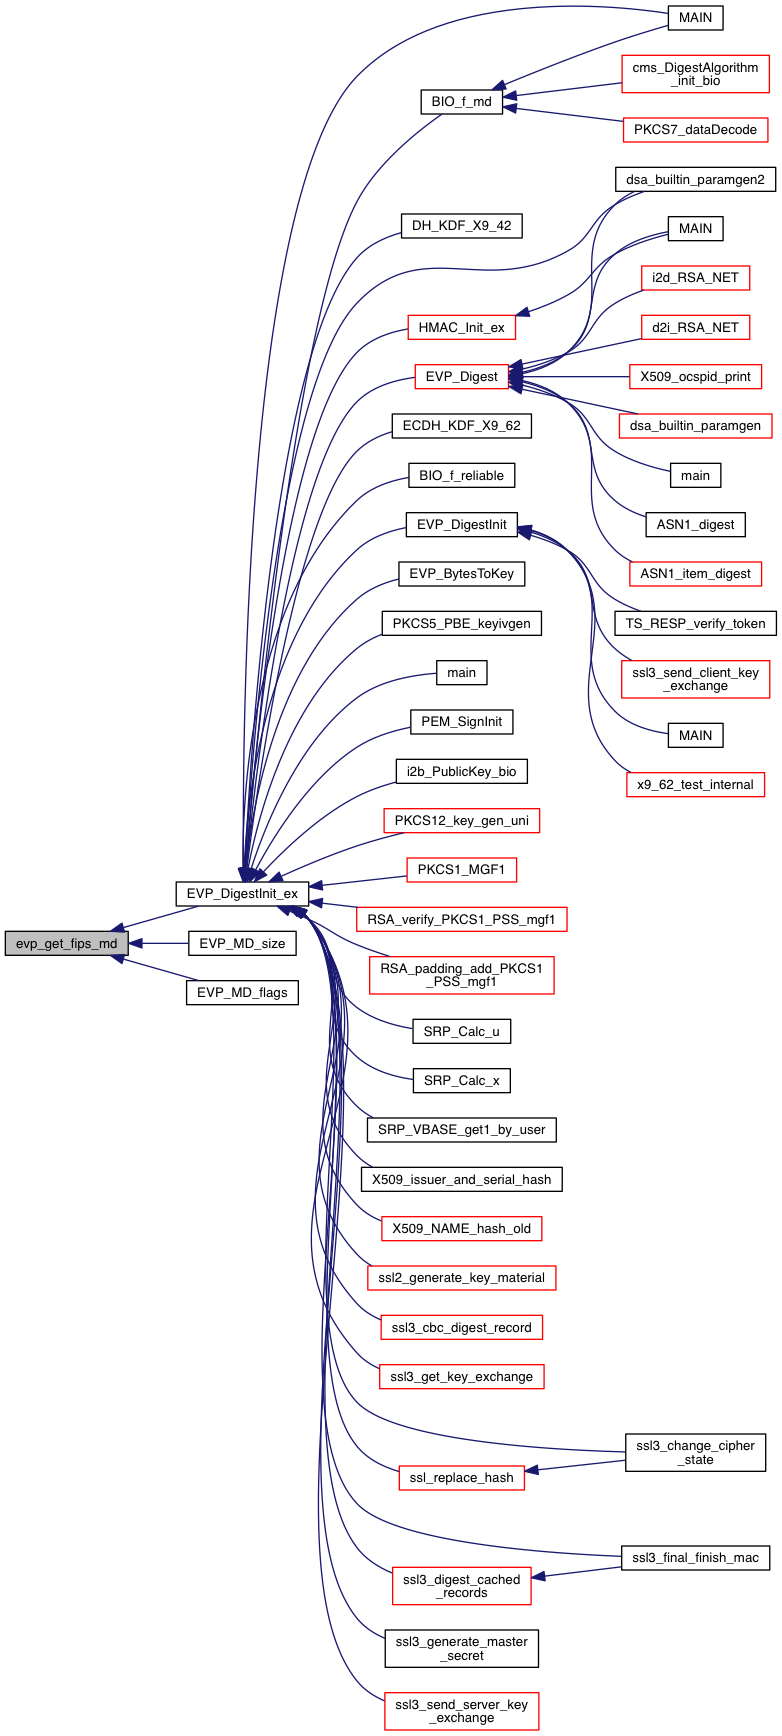 MAIN
cms_DigestAlgorithm
_init_bio
BIO_f_md
PKCS7_dataDecode
dsa_builtin_paramgen2
DH_KDF_X9_42
MAIN
i2d_RSA_NET
HMAC_Init_ex
d2i_RSA_NET
EVP_Digest
X509_ocspid_print
ECDH_KDF_X9_62
dsa_builtin_paramgen
BIO_f_reliable
main
EVP_DigestInit
ASN1_digest
EVP_BytesToKey
ASN1_item_digest
PKCS5_PBE_keyivgen
TS_RESP_verify_token
main
ssl3_send_client_key
_exchange
PEM_SignInit
MAIN
i2b_PublicKey_bio
x9_62_test_internal
PKCS12_key_gen_uni
PKCS1_MGF1
EVP_DigestInit_ex
RSA_verify_PKCS1_PSS_mgf1
evp_get_fips_md
EVP_MD_size
RSA_padding_add_PKCS1
_PSS_mgf1
EVP_MD_flags
SRP_Calc_u
SRP_Calc_x
SRP_VBASE_get1_by_user
X509_issuer_and_serial_hash
X509_NAME_hash_old
ssl2_generate_key_material
ssl3_cbc_digest_record
ssl3_get_key_exchange
ssl3_change_cipher
_state
ssl_replace_hash
ssl3_final_finish_mac
ssl3_digest_cached
_records
ssl3_generate_master
_secret
ssl3_send_server_key
_exchange